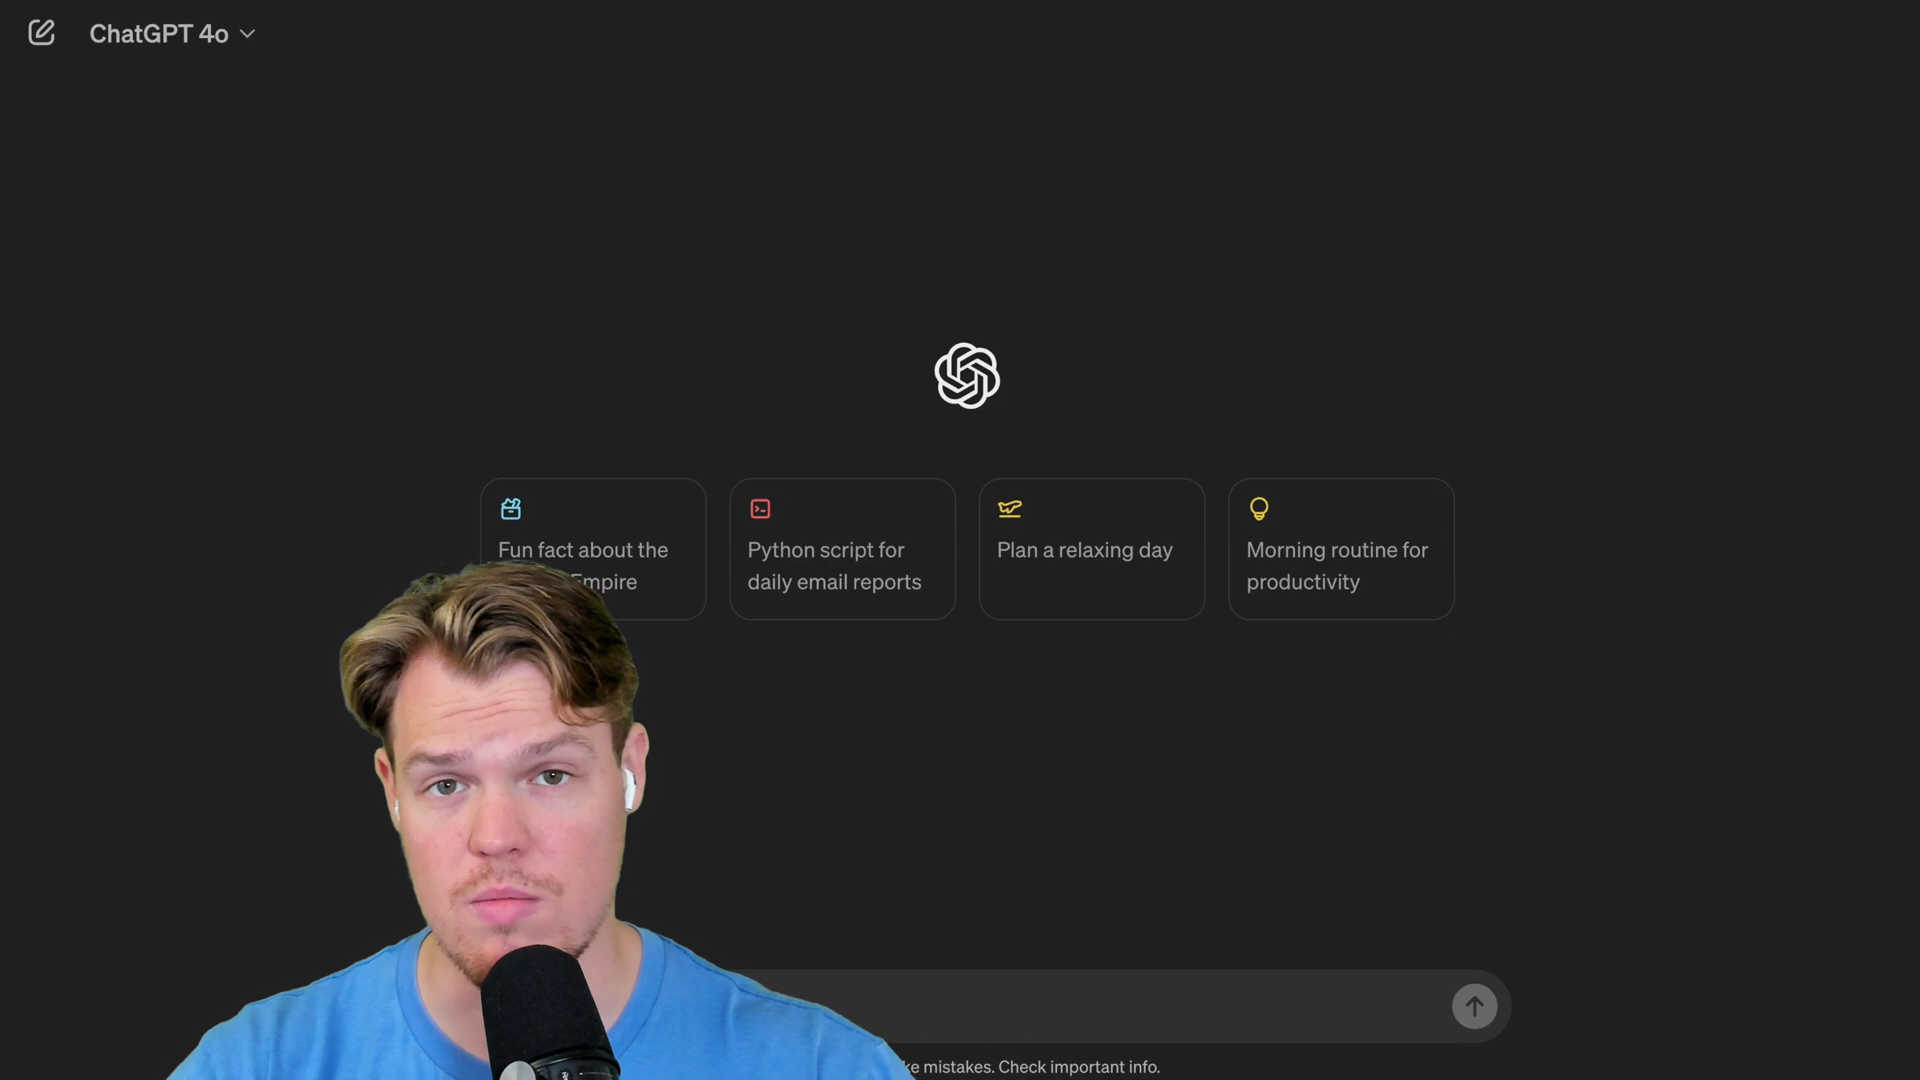 ChatGPT 4o
Fun fact about the
Empire
Python script for
daily email reports
Plan a relaxing day
Morning routine for
productivity
mistakes. Check important info.